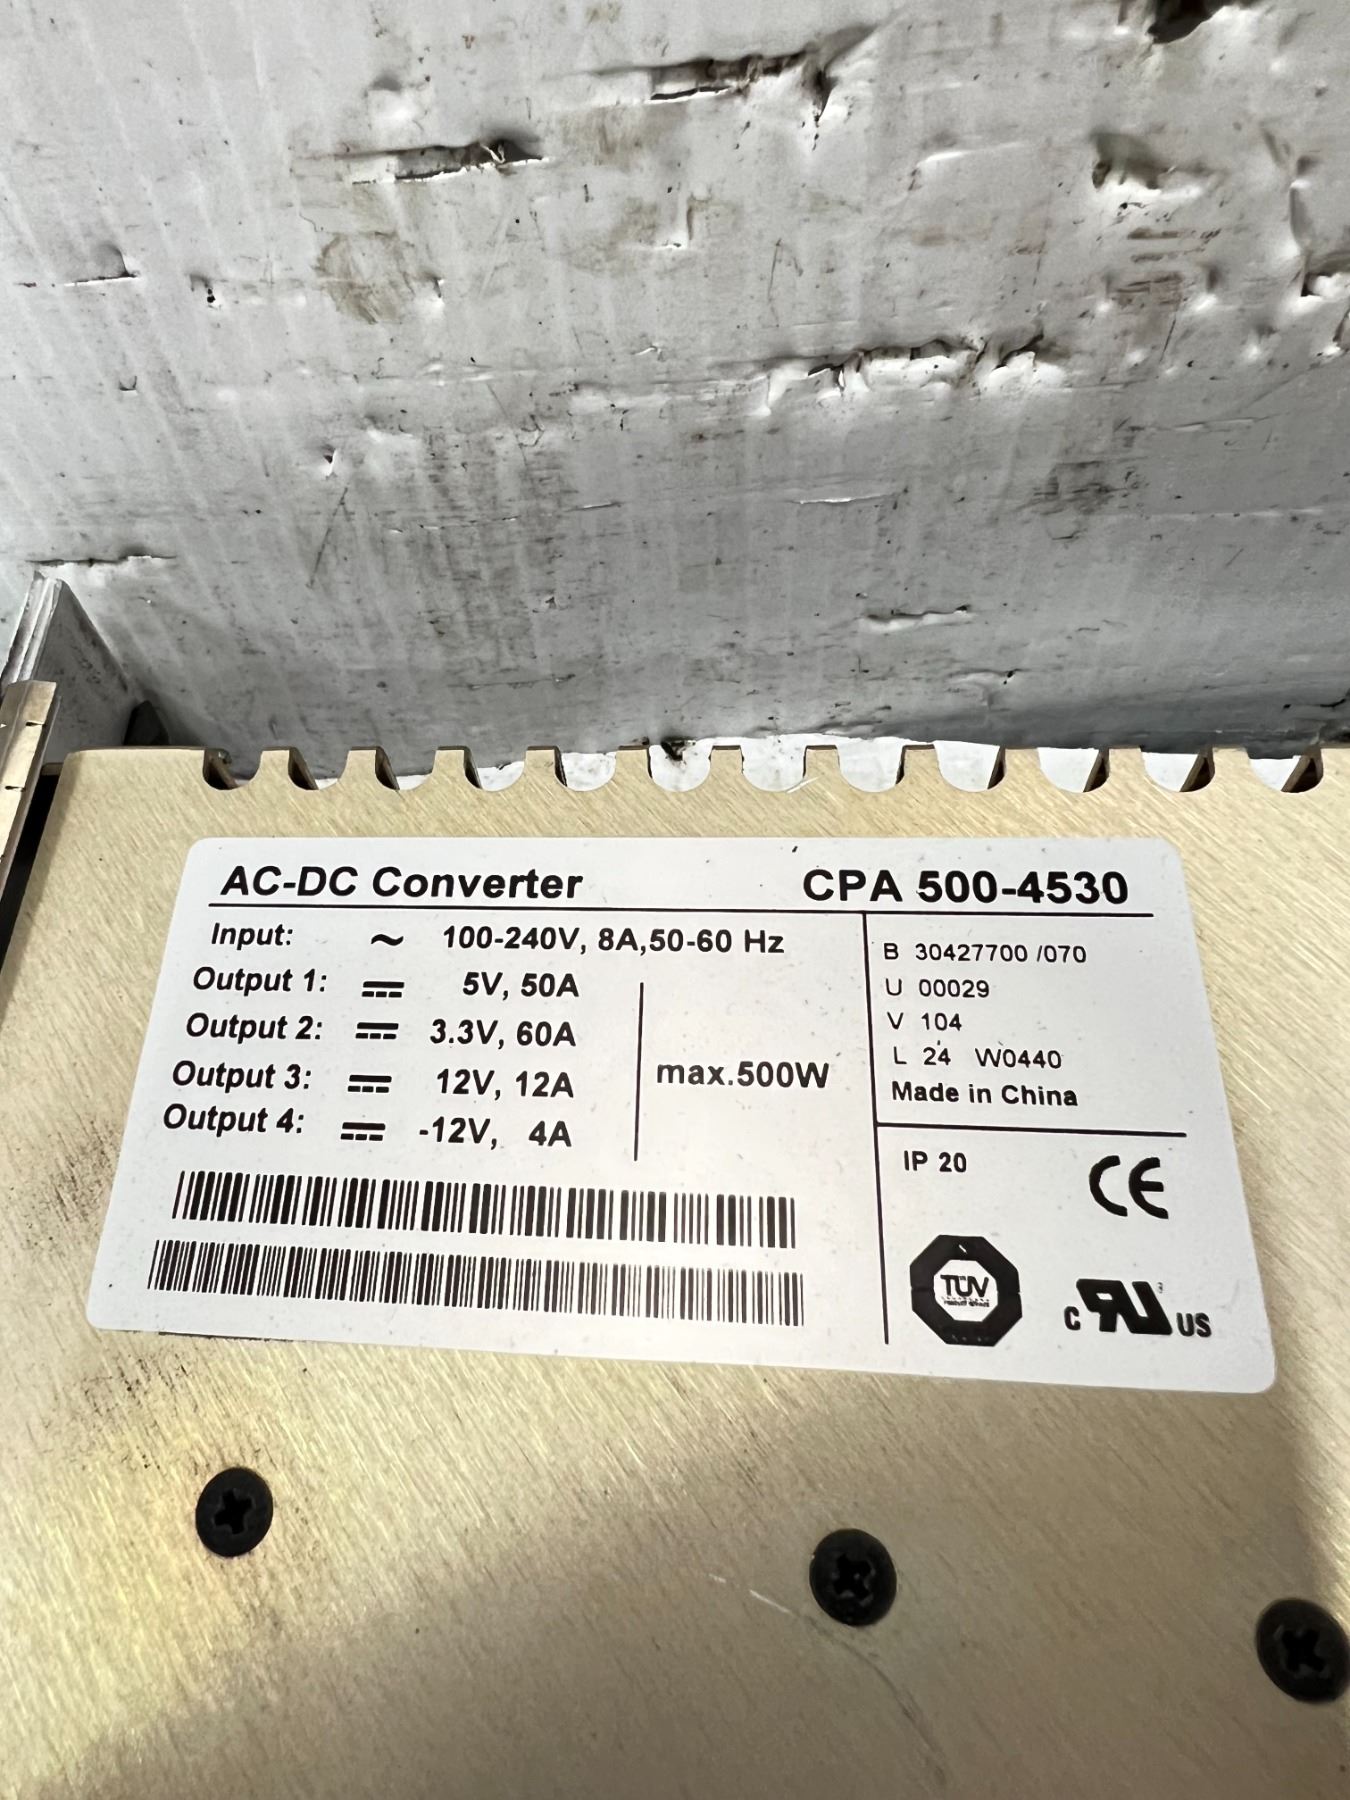 AC-DC Converter CPA 500-4530
Input: ~ 100-240V, 8A,50-60 Hz
Output 1: 5V, 50A
Output 2: 3.3V, 60A
Output 3: 12V, 12A
Output 4: -12V, 4A
max.500W
B 30427700 /070
U 00029
V 104
L 24 W0440
Made in China
IP 20
CE
TÜV
C RU US